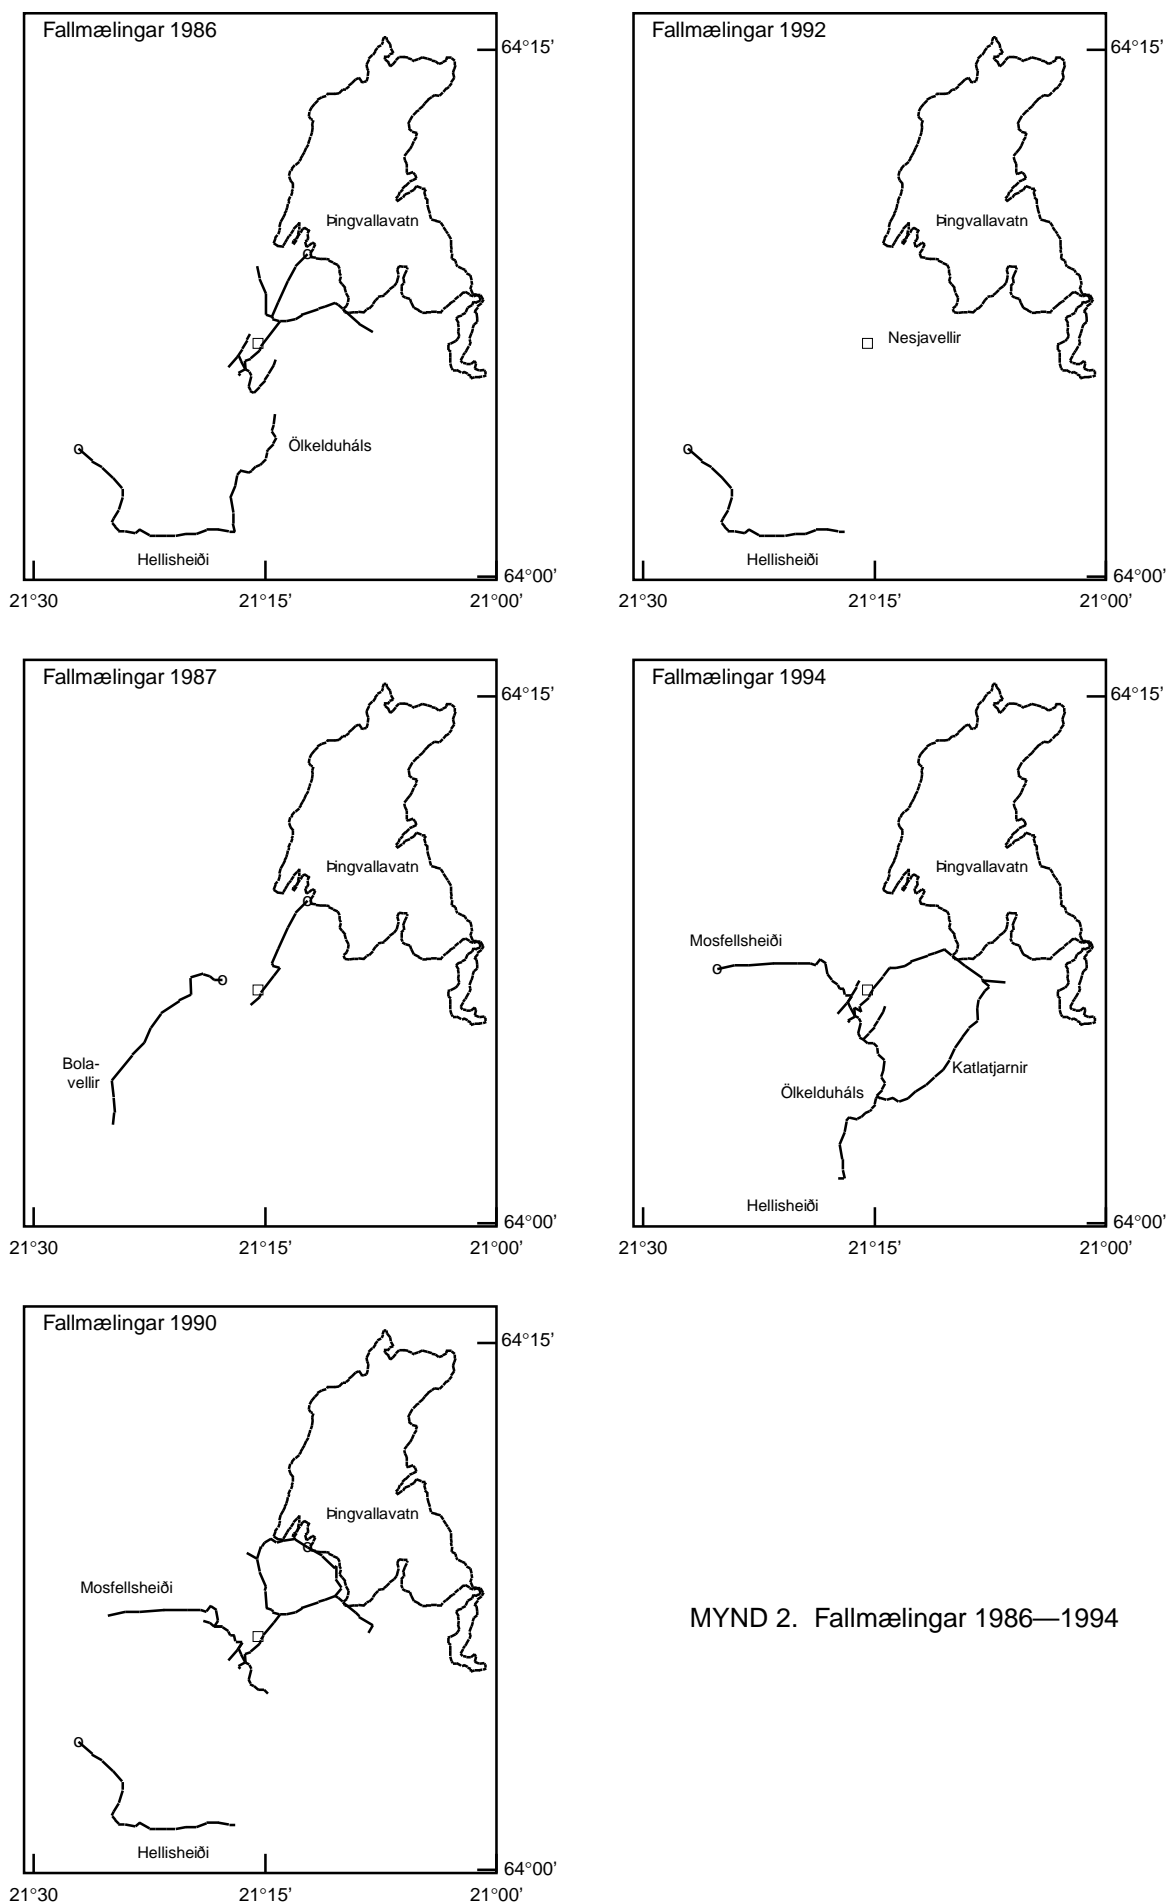 Fallmælingar 1986
64°15'
Þingvallavatn
Ölkelduháls
Hellisheiði
64°00'
21°30
21°15'
21°00'
Fallmælingar 1992
64°15'
Þingvallavatn
Nesjavellir
Hellisheiði
64°00'
21°30
21°15'
21°00'
Fallmælingar 1987
64°15'
Þingvallavatn
Bola-
vellir
64°00'
21°30
21°15'
21°00'
Fallmælingar 1994
64°15'
Þingvallavatn
Mosfellsheiði
Katlatjarnir
Ölkelduháls
Hellisheiði
64°00'
21°30
21°15'
21°00'
Fallmælingar 1990
64°15'
Þingvallavatn
Mosfellsheiði
Hellisheiði
64°00'
21°30
21°15'
21°00'
MYND 2. Fallmælingar 1986—1994